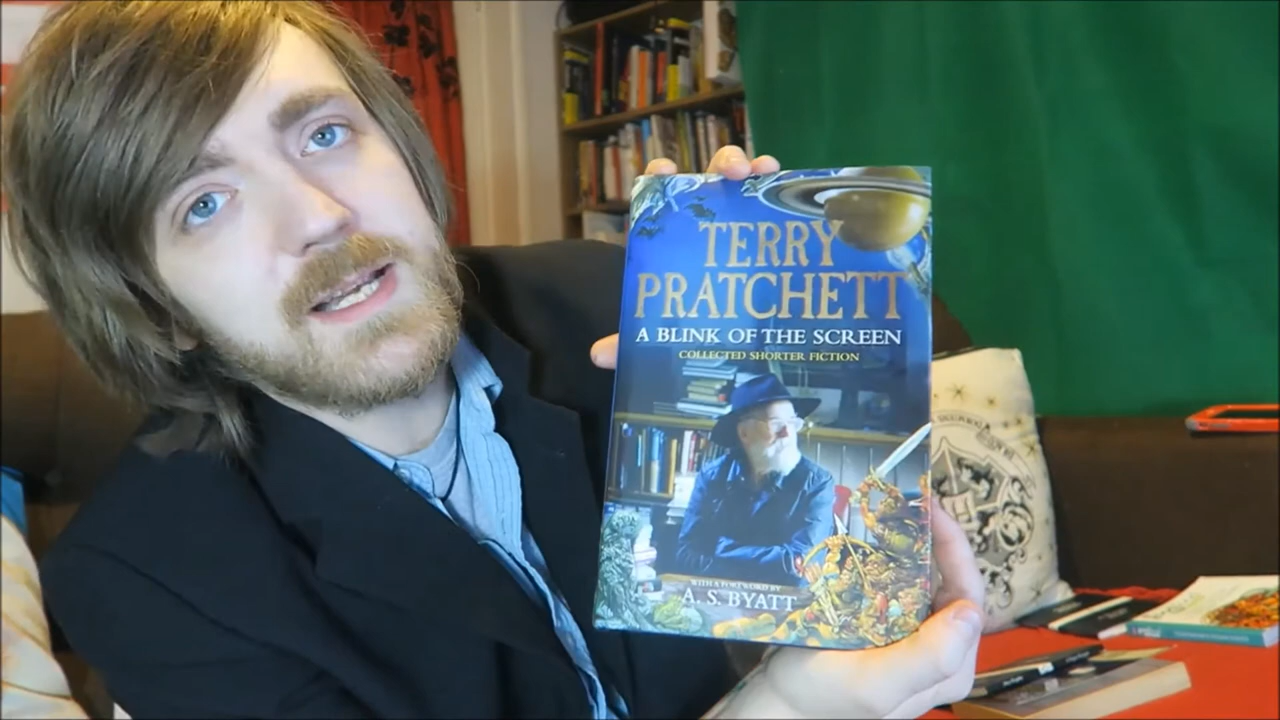 TERRY
PRATCHETT
A BLINK OF THE SCREEN
COLLECTED SHORTER FICTION
WITH A FOREWORD BY
A. S. BYATT